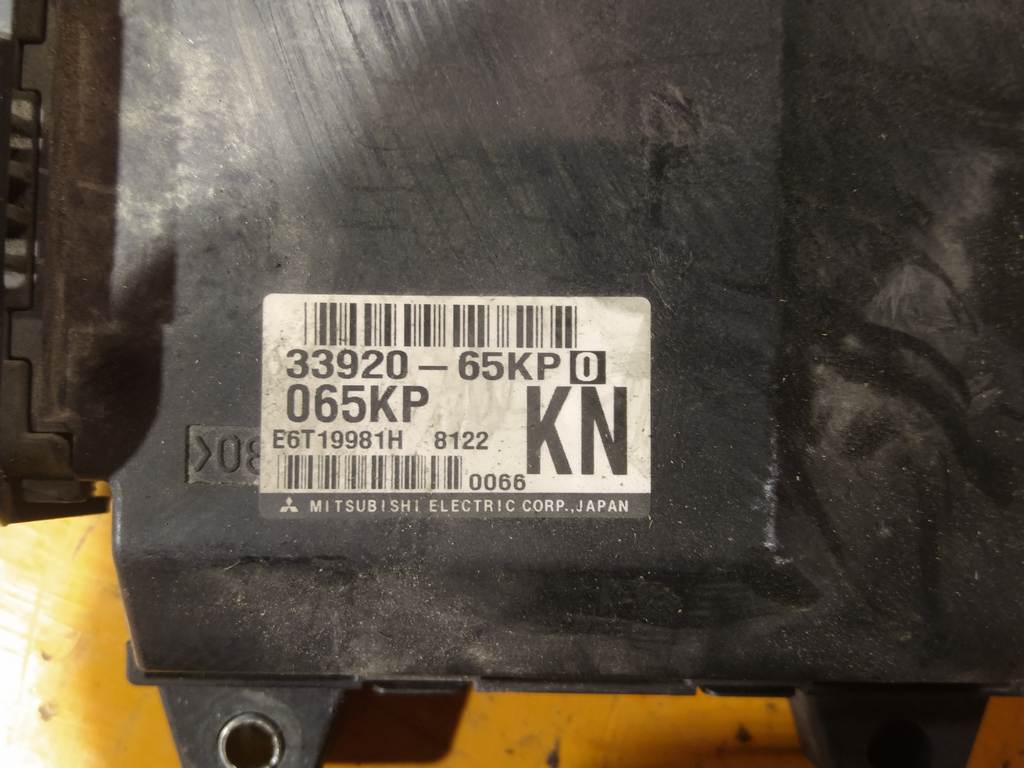 33920-65KP0
065KP
KN
E6T19981H 8122
0066
MITSUBISHI ELECTRIC CORP.,JAPAN